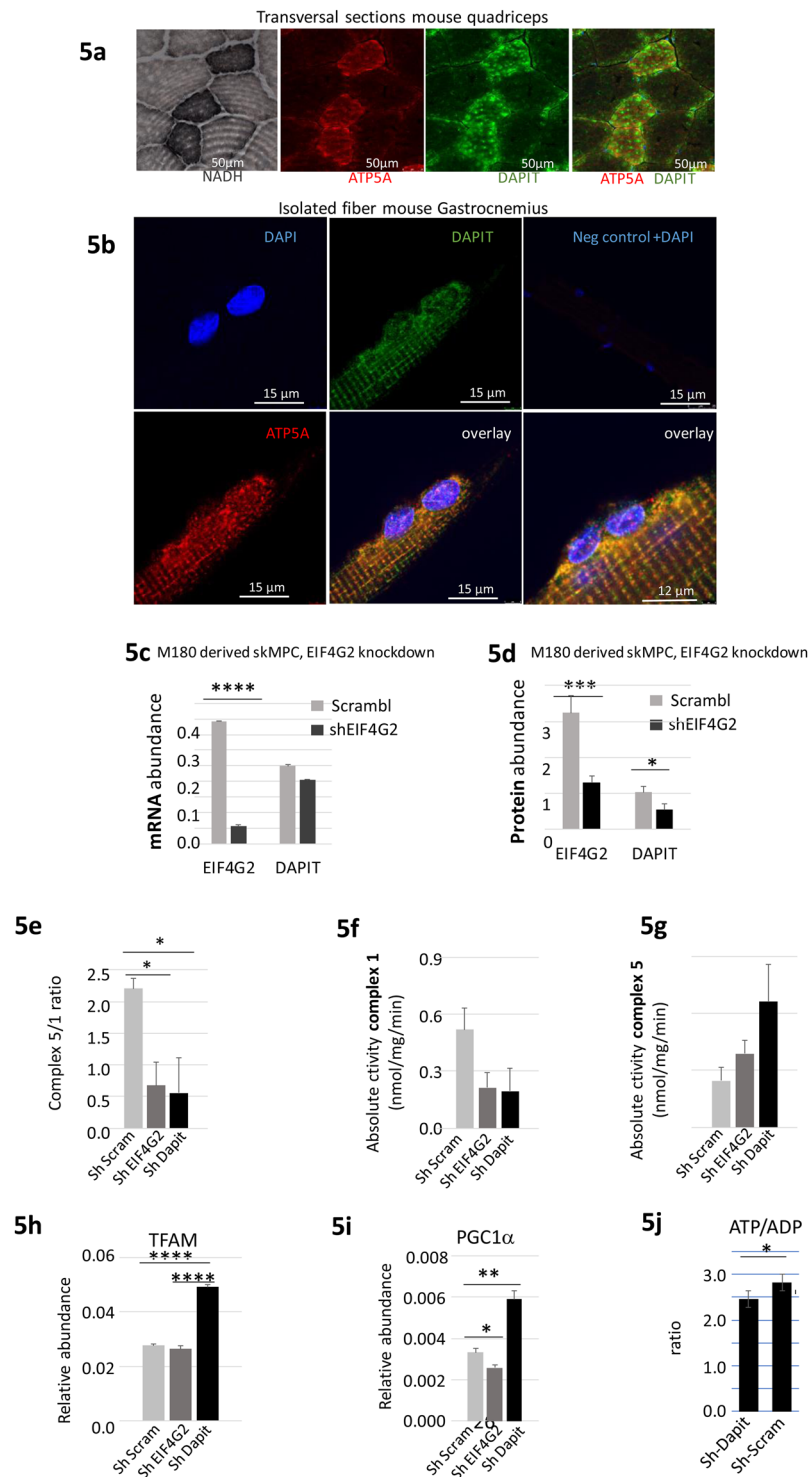 Transversal sections mouse quadriceps
5a
50µm 50µm 50µm 50µm
NADH ATP5A DAPIT ATP5A DAPIT
Isolated fiber mouse Gastrocnemius
5b
DAPI DAPIT Neg control +DAPI
15 µm 15 µm 15 µm
ATP5A overlay overlay
15 µm 15 µm 12 µm
5c M180 derived skMPC, EIF4G2 knockdown
****
Scrambl
shEIF4G2
mRNA abundance
0.4
0.3
0.2
0.1
0.0
EIF4G2 DAPIT
5d M180 derived skMPC, EIF4G2 knockdown
***
*
Scrambl
shEIF4G2
Protein abundance
3
2
1
0
EIF4G2 DAPIT
5e
*
*
Complex 5/1 ratio
2.5
2.0
1.5
1.0
0.5
0.0
Sh Scram
Sh EIF4G2
Sh Dapit
5f
Absolute ctivity complex 1
(nmol/mg/min)
0.9
0.6
0.3
0.0
Sh Scram
Sh EIF4G2
Sh Dapit
5g
Absolute ctivity complex 5
(nmol/mg/min)
Sh Scram
Sh EIF4G2
Sh Dapit
5h
TFAM
****
****
Relative abundance
0.06
0.04
0.02
0.0
Sh Scram
Sh EIF4G2
Sh Dapit
5i
PGC1α
**
*
Relative abundance
0.008
0.006
0.004
0.002
0.000
Sh Scram
Sh EIF4G2
Sh Dapit
5j
ATP/ADP
*
ratio
3.0
2.0
1.0
0.0
Sh-Dapit
Sh-Scram